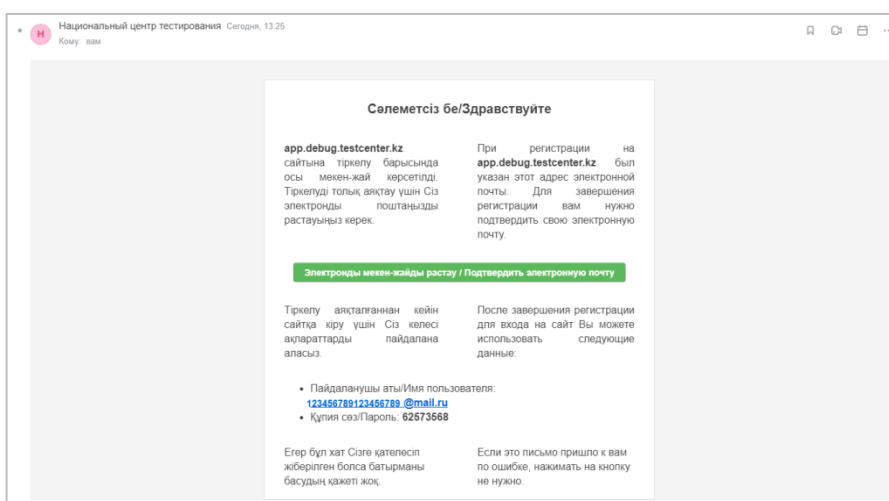 Национальный центр тестирования Сегодня, 13:25
Н
Кому: вам
Сәлеметсіз бе/Здравствуйте
app.debug.testcenter.kz
сайтына тіркелу барысында
осы мекен-жай көрсетілді.
Тіркелуді толық аяқтау үшін Сіз
электронды поштаңызды
растауыңыз керек.
При регистрации на
app.debug.testcenter.kz был
указан этот адрес электронной
почты. Для завершения
регистрации вам нужно
подтвердить свою электронную
почту.
Электронды мекен-жайды растау / Подтвердить электронную почту
Тіркелу аяқталғаннан кейін
сайтқа кіру үшін Сіз келесі
ақпараттарды пайдалана
аласыз.
После завершения регистрации
для входа на сайт Вы можете
использовать следующие
данные:
• Пайдаланушы аты/Имя пользователя:
123456789123456789 @mail.ru
• Құпия сөз/Пароль: 62573568
Егер бұл хат Сізге қателесіп
жіберілген болса батырманы
басудың қажеті жоқ.
Если это письмо пришло к вам
по ошибке, нажимать на кнопку
не нужно.